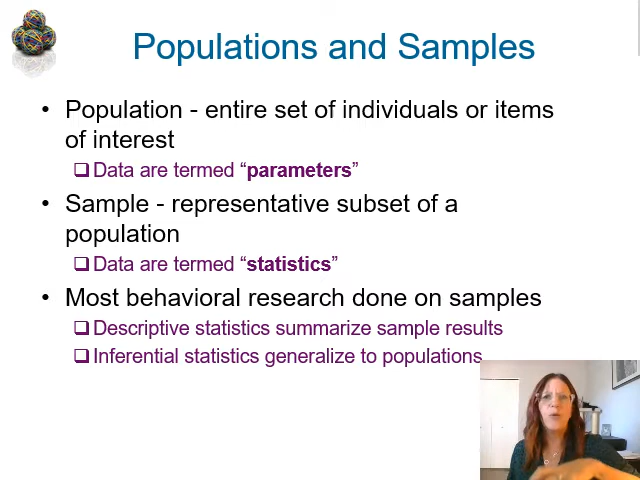 Populations and Samples
• Population - entire set of individuals or items
of interest
❑Data are termed “parameters”
• Sample - representative subset of a
population
❑Data are termed “statistics”
• Most behavioral research done on samples
❑Descriptive statistics summarize sample results
❑Inferential statistics generalize to populations